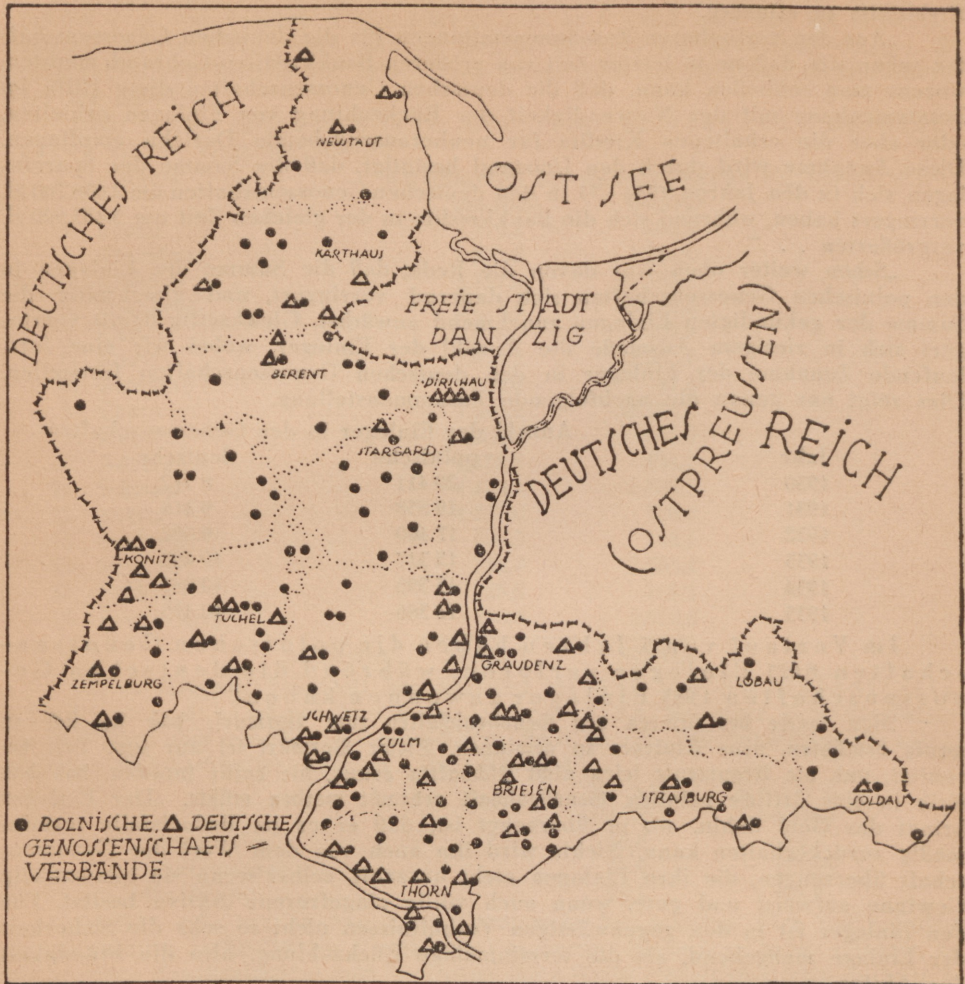 DEUTSCHES REICH
NEUSTADT
OSTSEE
KARTHAUS
FREIE STADT
DANZIG
BERENT
DIRSCHAU
STARGARD
DEUTSCHES REICH
(OSTPREUSSEN)
KONITZ
TUCHEL
ZEMPELBURG
GRAUDENZ
LÖBAU
SCHWETZ
CULM
BRIESEN
STRASBURG
SOLDAU
POLNISCHE, DEUTSCHE
GENOSSENSCHAFTS-
VERBÄNDE
THORN